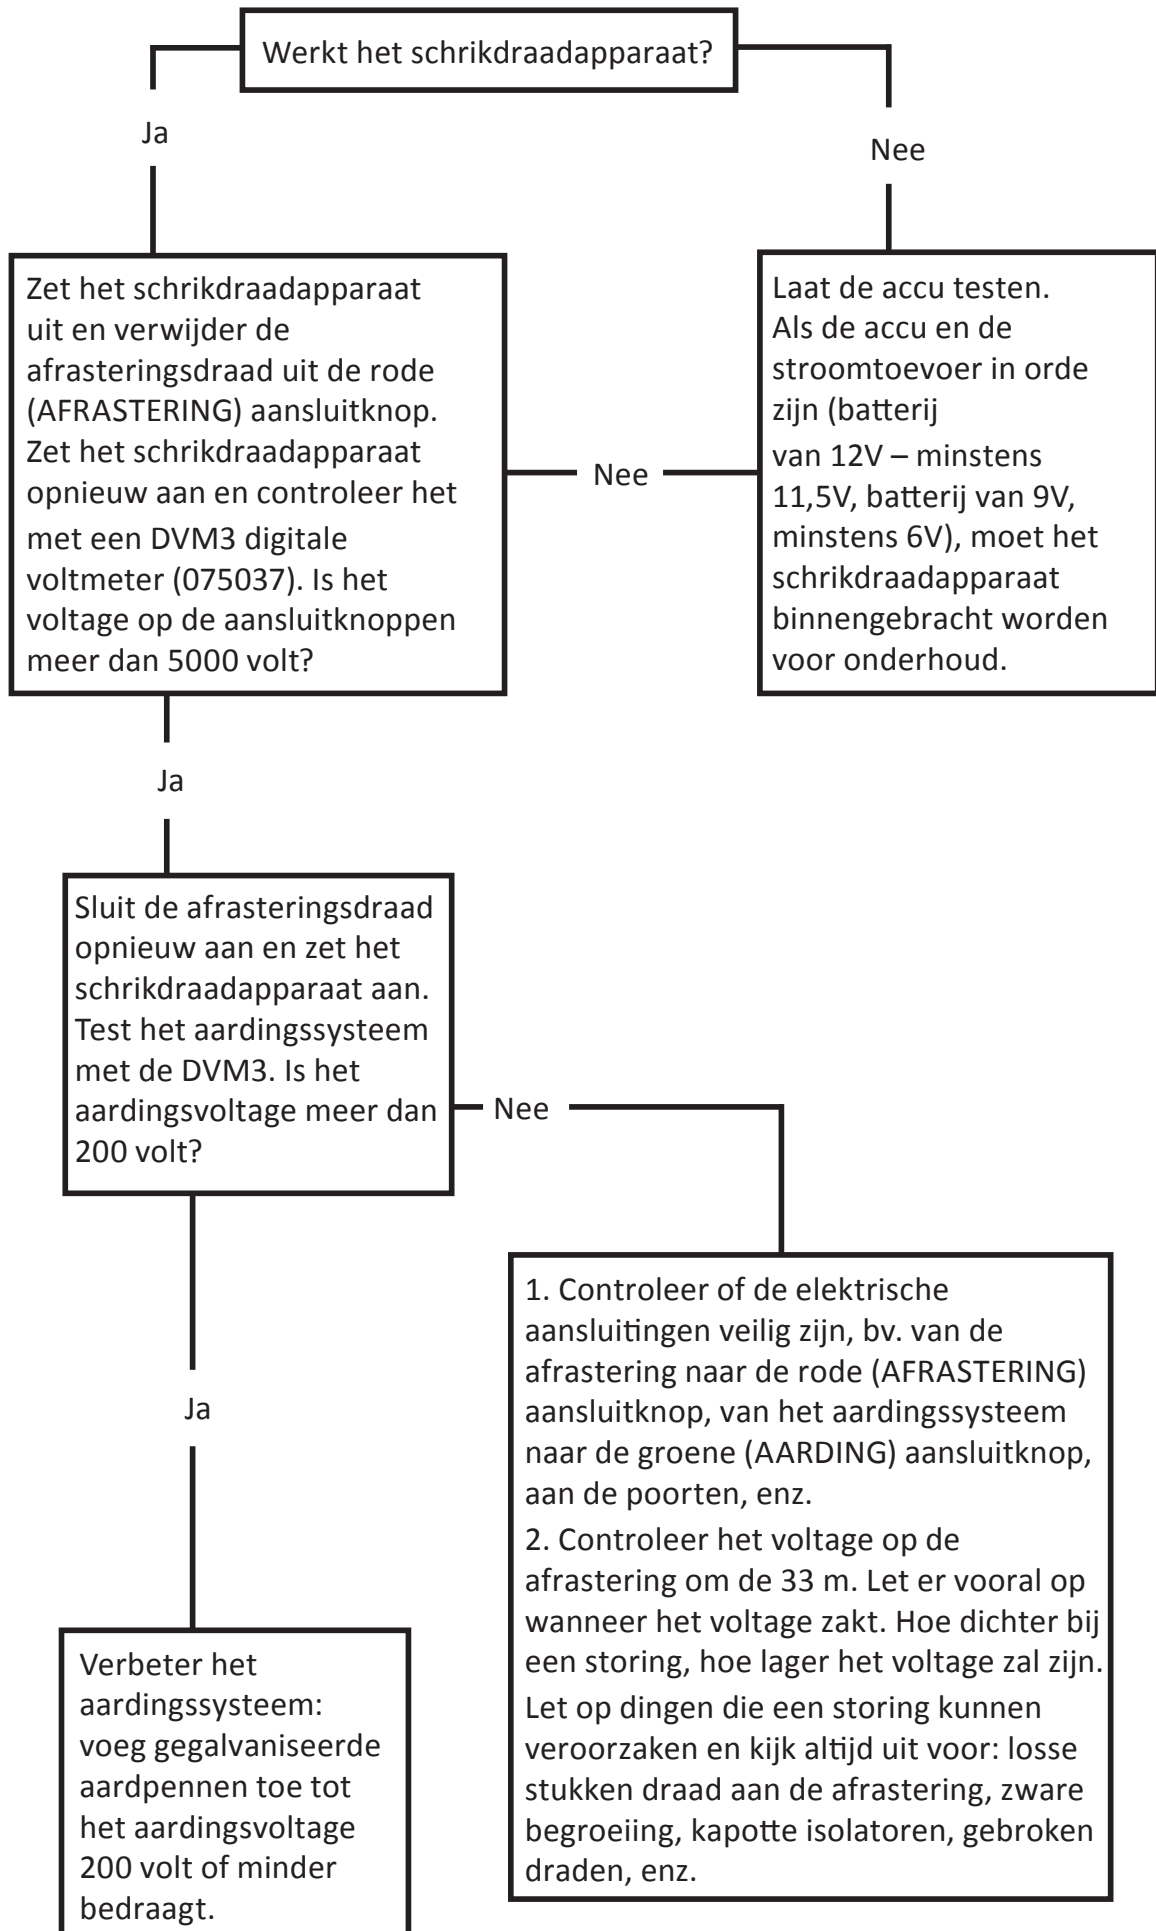 Werkt het schrikdraadapparaat?
Ja
Nee
Zet het schrikdraadapparaat
uit en verwijder de
afrasteringsdraad uit de rode
(AFRASTERING) aansluitknop.
Zet het schrikdraadapparaat
opnieuw aan en controleer het
met een DVM3 digitale
voltmeter (075037). Is het
voltage op de aansluitknoppen
meer dan 5000 volt?
Nee
Laat de accu testen.
Als de accu en de
stroomtoevoer in orde
zijn (batterij
van 12V – minstens
11,5V, batterij van 9V,
minstens 6V), moet het
schrikdraadapparaat
binnengebracht worden
voor onderhoud.
Ja
Sluit de afrasteringsdraad
opnieuw aan en zet het
schrikdraadapparaat aan.
Test het aardingssysteem
met de DVM3. Is het
aardingsvoltage meer dan
200 volt?
Nee
Ja
1. Controleer of de elektrische
aansluitingen veilig zijn, bv. van de
afrastering naar de rode (AFRASTERING)
aansluitknop, van het aardingssysteem
naar de groene (AARDING) aansluitknop,
aan de poorten, enz.
2. Controleer het voltage op de
afrastering om de 33 m. Let er vooral op
wanneer het voltage zakt. Hoe dichter bij
een storing, hoe lager het voltage zal zijn.
Let op dingen die een storing kunnen
veroorzaken en kijk altijd uit voor: losse
stukken draad aan de afrastering, zware
begroeiing, kapotte isolatoren, gebroken
draden, enz.
Verbeter het
aardingssysteem:
voeg gegalvaniseerde
aardpennen toe tot
het aardingsvoltage
200 volt of minder
bedraagt.